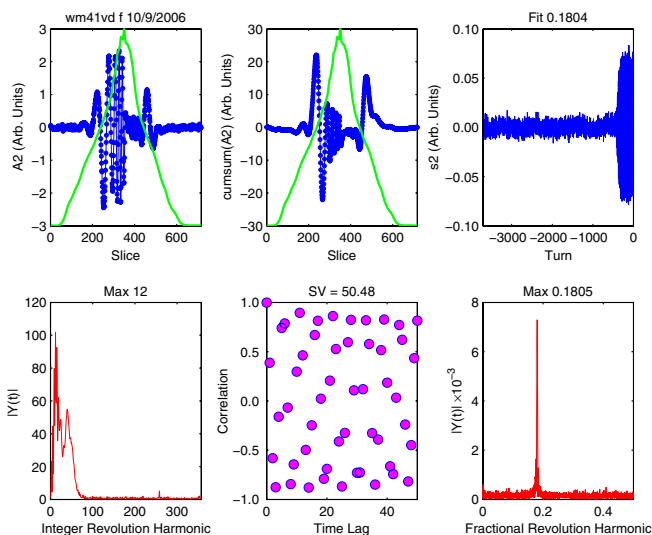 wm41vd f 10/9/2006
3
2
1
0
−1
−2
−3
A2 (Arb. Units)
0 200 400 600
Slice
30
20
10
0
−10
−20
−30
cumsum(A2) (Arb. Units)
0 200 400 600
Slice
Fit 0.1804
0.10
0.05
0.00
−0.05
−0.10
s2 (Arb. Units)
−3000 −2000 −1000 0
Turn
Max 12
120
100
80
60
40
20
0
|Y(t)|
0 100 200 300
Integer Revolution Harmonic
SV = 50.48
1.0
0.5
0.0
−0.5
−1.0
Correlation
0 20 40
Time Lag
Max 0.1805
8
6
4
2
0
|Y(t)| ×10−3
0 0.2 0.4
Fractional Revolution Harmonic